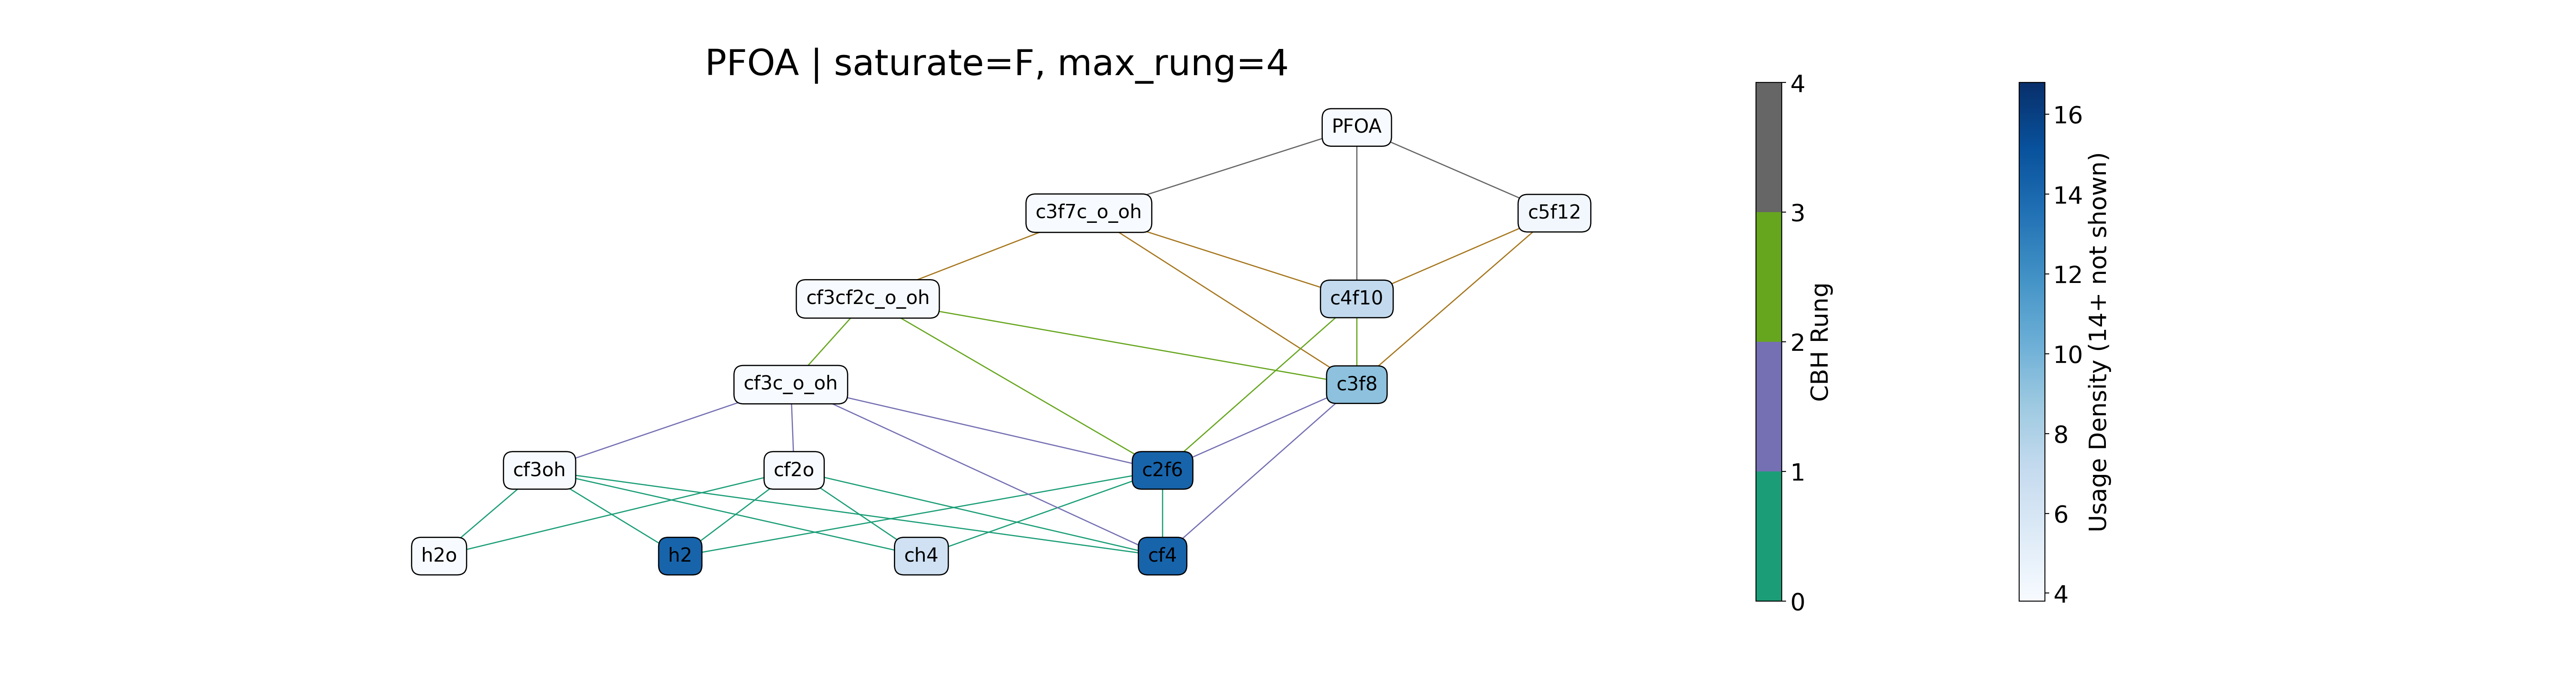 PFOA | saturate=F, max_rung=4
PFOA
c3f7c_o_oh
c5f12
cf3cf2c_o_oh
c4f10
cf3c_o_oh
c3f8
cf3oh
cf2o
c2f6
h2o
h2
ch4
cf4
4
3
2
1
0
CBH Rung
16
14
12
10
8
6
4
Usage Density (14+ not shown)